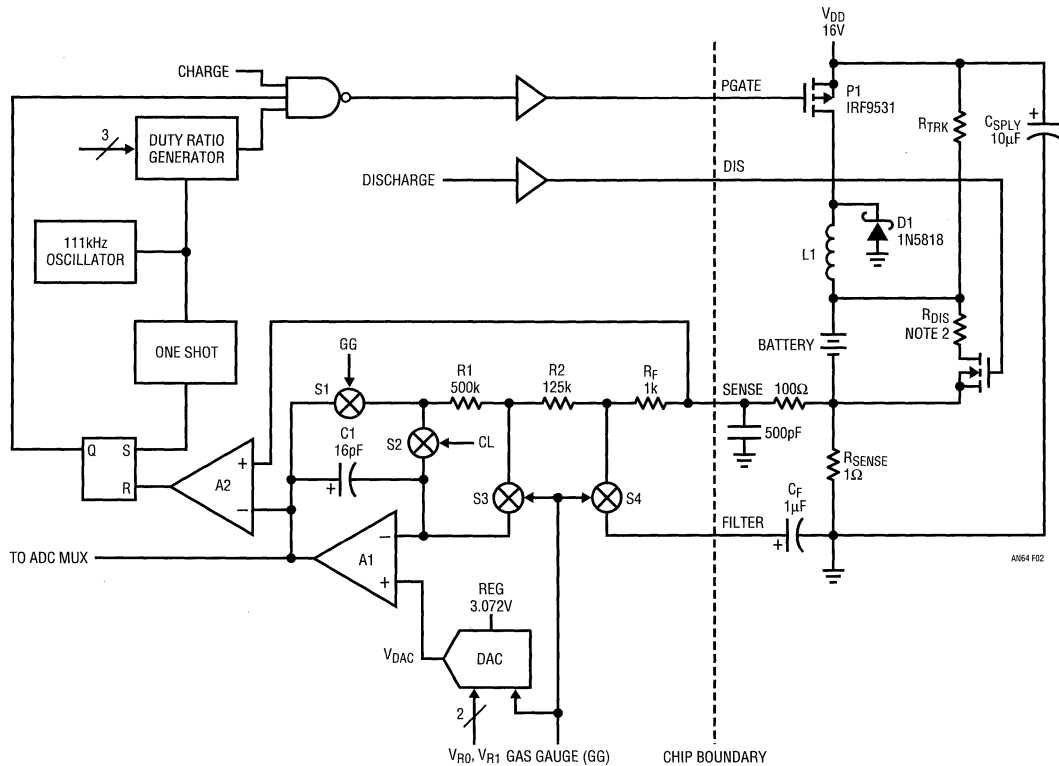 VDD
16V
CHARGE
PGATE
P1
IRF9531
RTRK
CSPLY
10µF
+
3
DUTY RATIO
GENERATOR
DISCHARGE
DIS
111kHz
OSCILLATOR
D1
1N5818
L1
ONE SHOT
RDIS
NOTE 2
BATTERY
GG
S1
R1
500k
R2
125k
RF
1k
SENSE
100Ω
500pF
S2
CL
C1
16pF
+
Q
S
R
A2
+
−
S3
S4
RSENSE
1Ω
CF
1µF
+
FILTER
TO ADC MUX
A1
−
+
AN64 F02
REG
3.072V
VDAC
DAC
2
VR0, VR1 GAS GAUGE (GG)
CHIP BOUNDARY